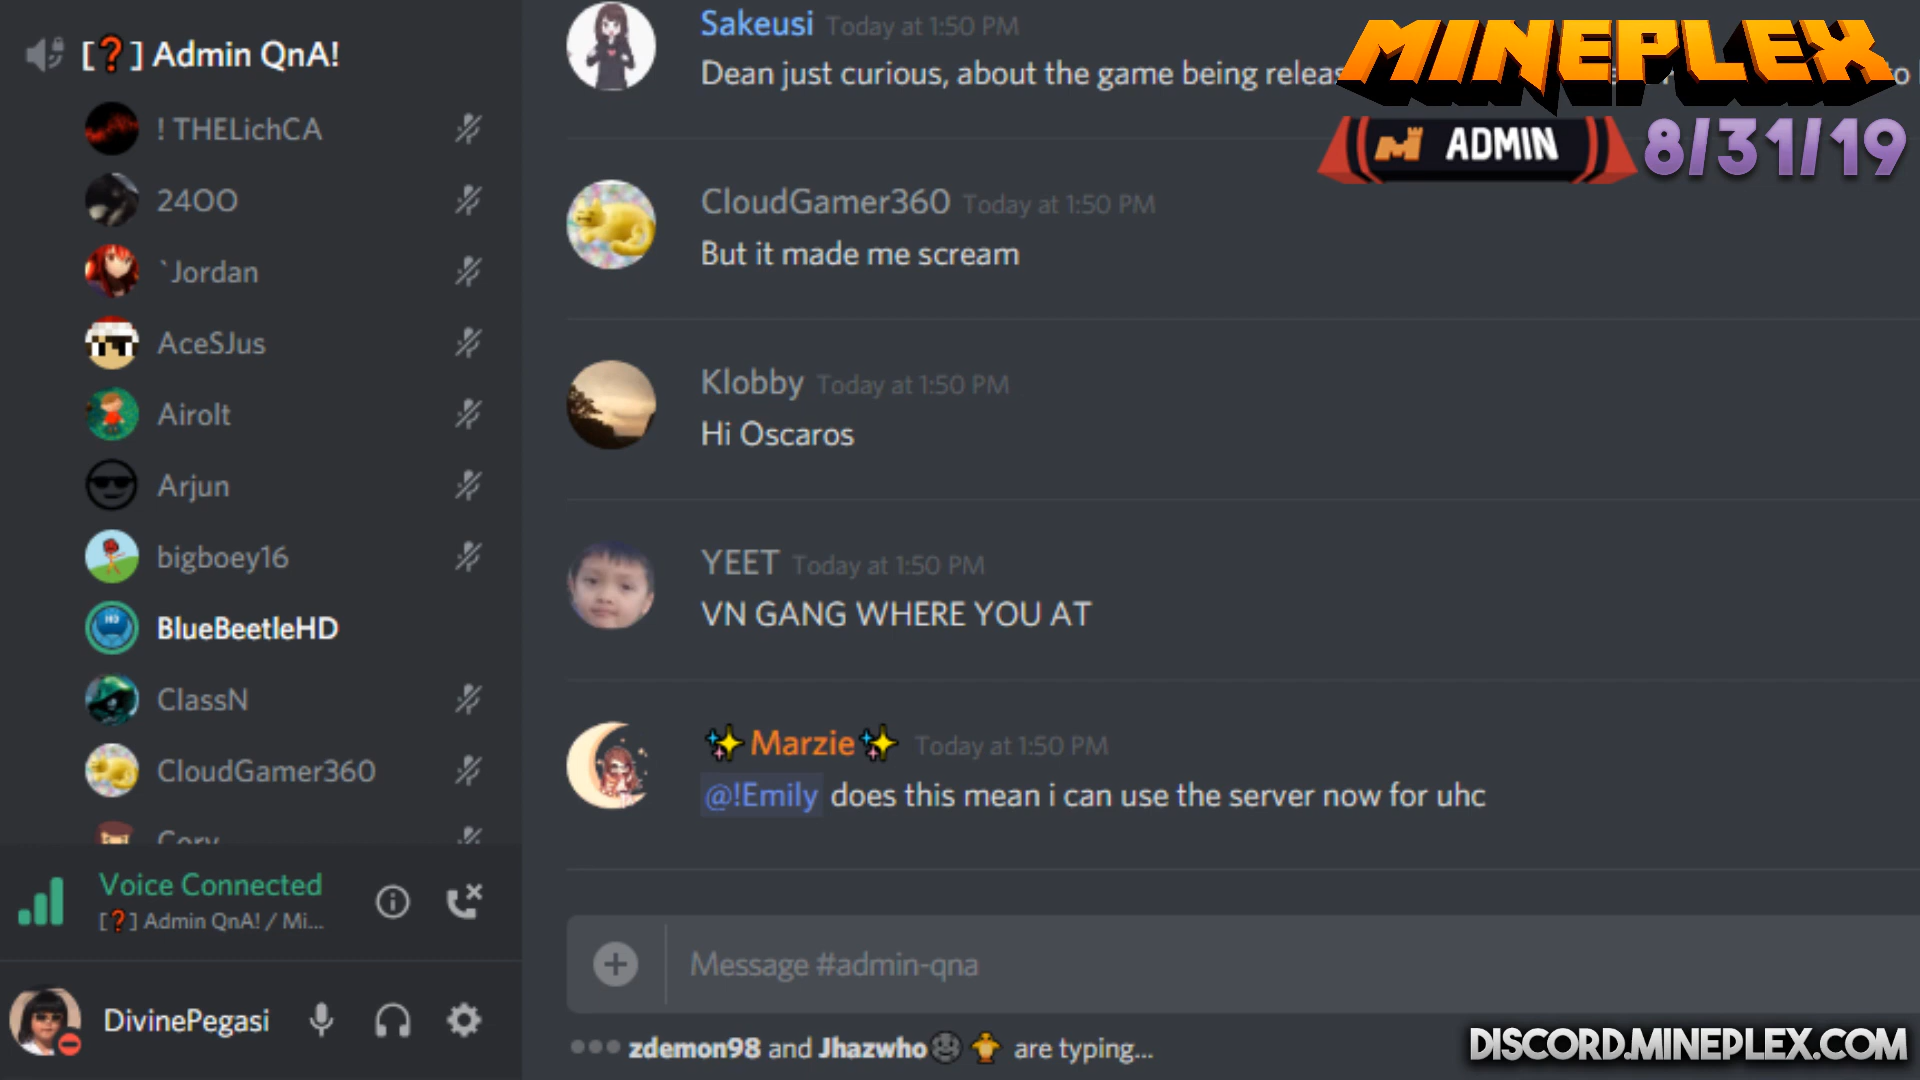 [❓] Admin QnA!
! THELichCA
24OO
`Jordan
AceSJus
Airolt
Arjun
bigboey16
BlueBeetleHD
ClassN
CloudGamer360
Cory
Voice Connected
[❓] Admin QnA! / Mi...
DivinePegasi
Sakeusi Today at 1:50 PM
Dean just curious, about the game being relea
CloudGamer360 Today at 1:50 PM
But it made me scream
Klobby Today at 1:50 PM
Hi Oscaros
YEET Today at 1:50 PM
VN GANG WHERE YOU AT
✨Marzie✨ Today at 1:50 PM
@!Emily does this mean i can use the server now for uhc
Message #admin-qna
zdemon98 and Jhazwho are typing...
MINEPLEX
ADMIN 8/31/19
DISCORD.MINEPLEX.COM